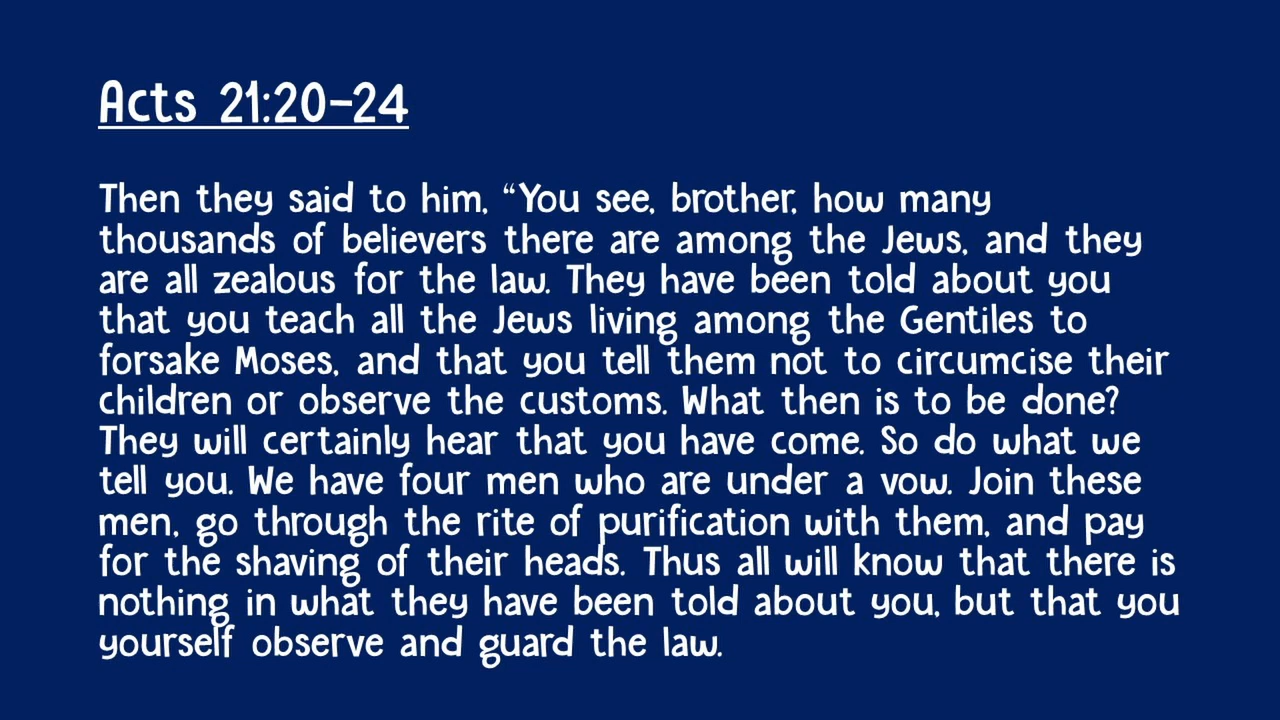 Acts 21:20-24
Then they said to him, “You see, brother, how many
thousands of believers there are among the Jews, and they
are all zealous for the law. They have been told about you
that you teach all the Jews living among the Gentiles to
forsake Moses, and that you tell them not to circumcise their
children or observe the customs. What then is to be done?
They will certainly hear that you have come. So do what we
tell you. We have four men who are under a vow. Join these
men, go through the rite of purification with them, and pay
for the shaving of their heads. Thus all will know that there is
nothing in what they have been told about you, but that you
yourself observe and guard the law.